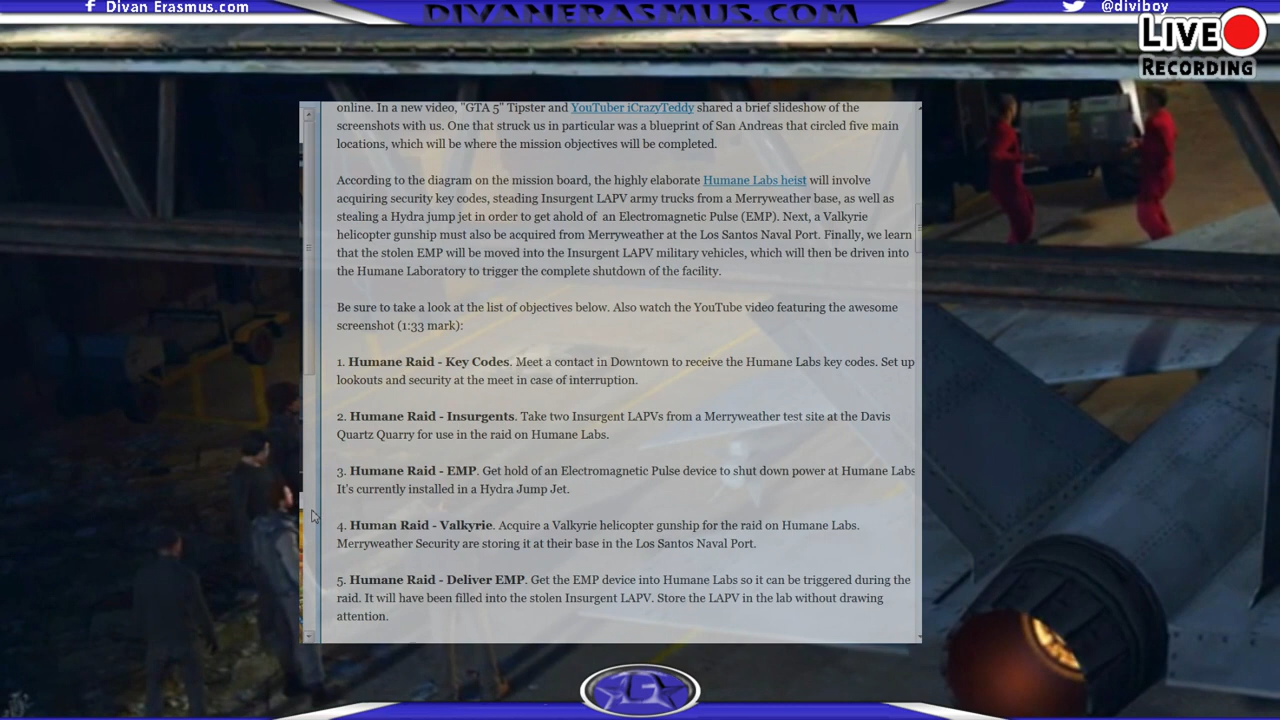 f Divan Erasmus.com
DIVANERASMUS.COM
@diviboy
LIVE
RECORDING
online. In a new video, "GTA 5" Tipster and YouTuber iCrazyTeddy shared a brief slideshow of the
screenshots with us. One that struck us in particular was a blueprint of San Andreas that circled five main
locations, which will be where the mission objectives will be completed.
According to the diagram on the mission board, the highly elaborate Humane Labs heist will involve
acquiring security key codes, steading Insurgent LAPV army trucks from a Merryweather base, as well as
stealing a Hydra jump jet in order to get ahold of an Electromagnetic Pulse (EMP). Next, a Valkyrie
helicopter gunship must also be acquired from Merryweather at the Los Santos Naval Port. Finally, we learn
that the stolen EMP will be moved into the Insurgent LAPV military vehicles, which will then be driven into
the Humane Laboratory to trigger the complete shutdown of the facility.
Be sure to take a look at the list of objectives below. Also watch the YouTube video featuring the awesome
screenshot (1:33 mark):
1. Humane Raid - Key Codes. Meet a contact in Downtown to receive the Humane Labs key codes. Set up
lookouts and security at the meet in case of interruption.
2. Humane Raid - Insurgents. Take two Insurgent LAPVs from a Merryweather test site at the Davis
Quartz Quarry for use in the raid on Humane Labs.
3. Humane Raid - EMP. Get hold of an Electromagnetic Pulse device to shut down power at Humane Labs
It's currently installed in a Hydra Jump Jet.
4. Human Raid - Valkyrie. Acquire a Valkyrie helicopter gunship for the raid on Humane Labs.
Merryweather Security are storing it at their base in the Los Santos Naval Port.
5. Humane Raid - Deliver EMP. Get the EMP device into Humane Labs so it can be triggered during the
raid. It will have been filled into the stolen Insurgent LAPV. Store the LAPV in the lab without drawing
attention.